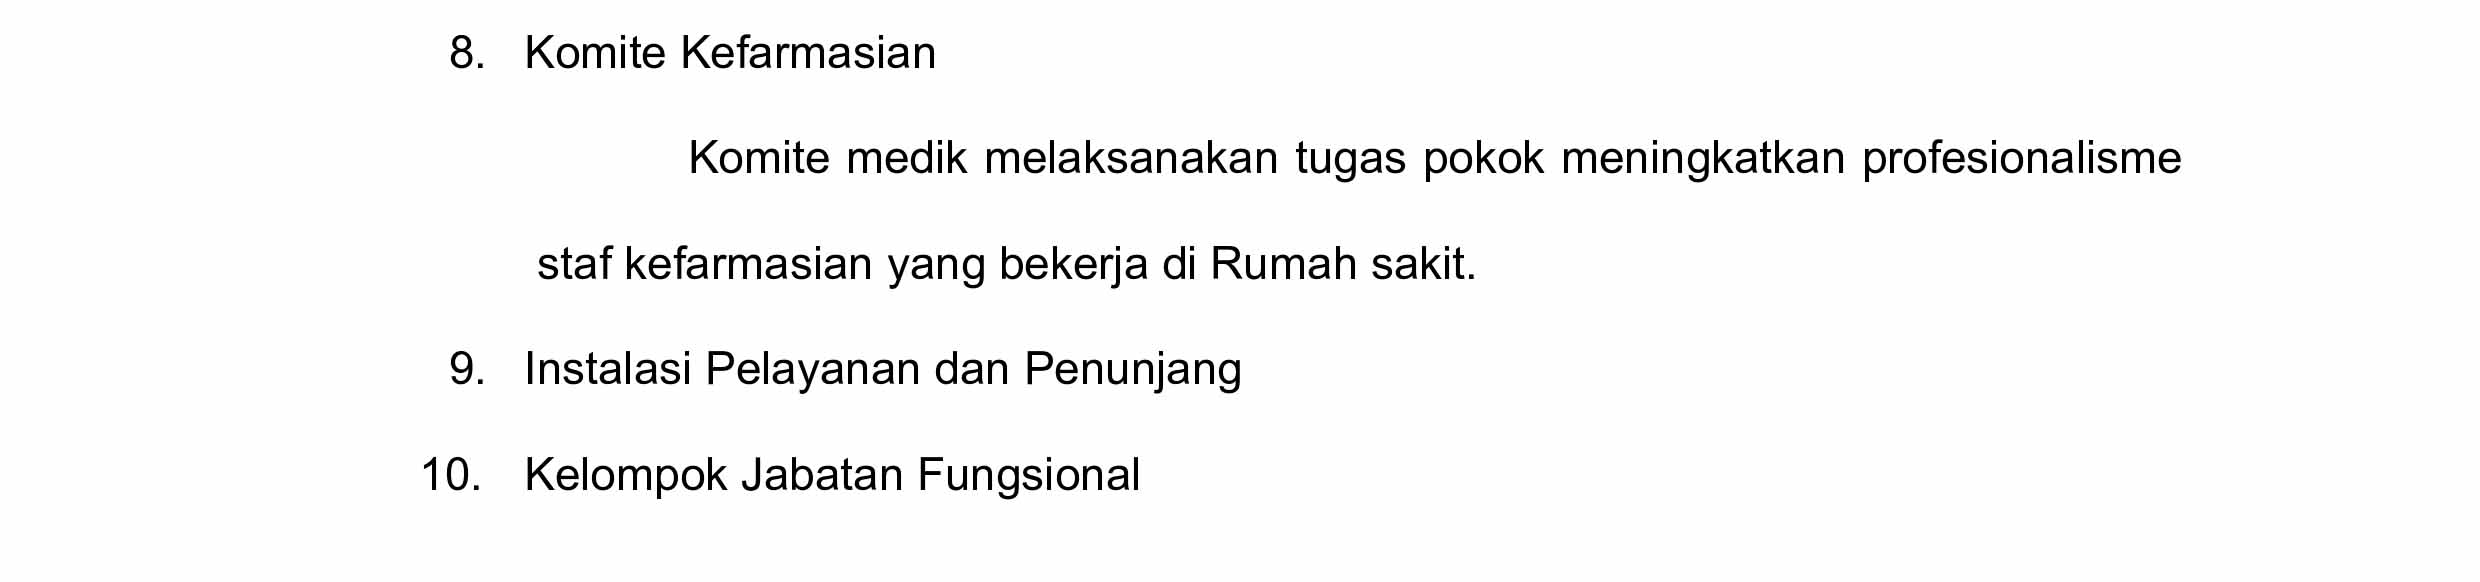 8. Komite Kefarmasian
Komite medik melaksanakan tugas pokok meningkatkan profesionalisme
staf kefarmasian yang bekerja di Rumah sakit.
9. Instalasi Pelayanan dan Penunjang
10. Kelompok Jabatan Fungsional